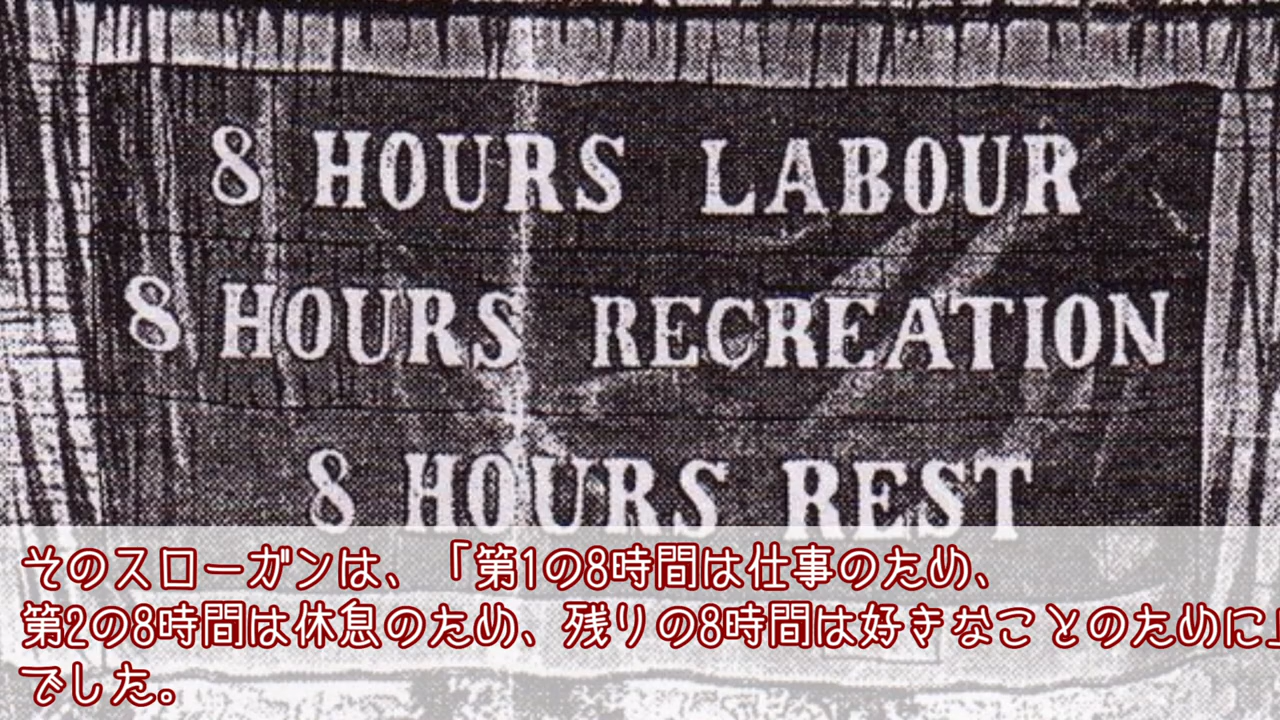 8 HOURS LABOUR
8 HOURS RECREATION
8 HOURS REST
そのスローガンは、「第1の8時間は仕事のため、
第2の8時間は休息のため、残りの8時間は好きなことのために」
でした。